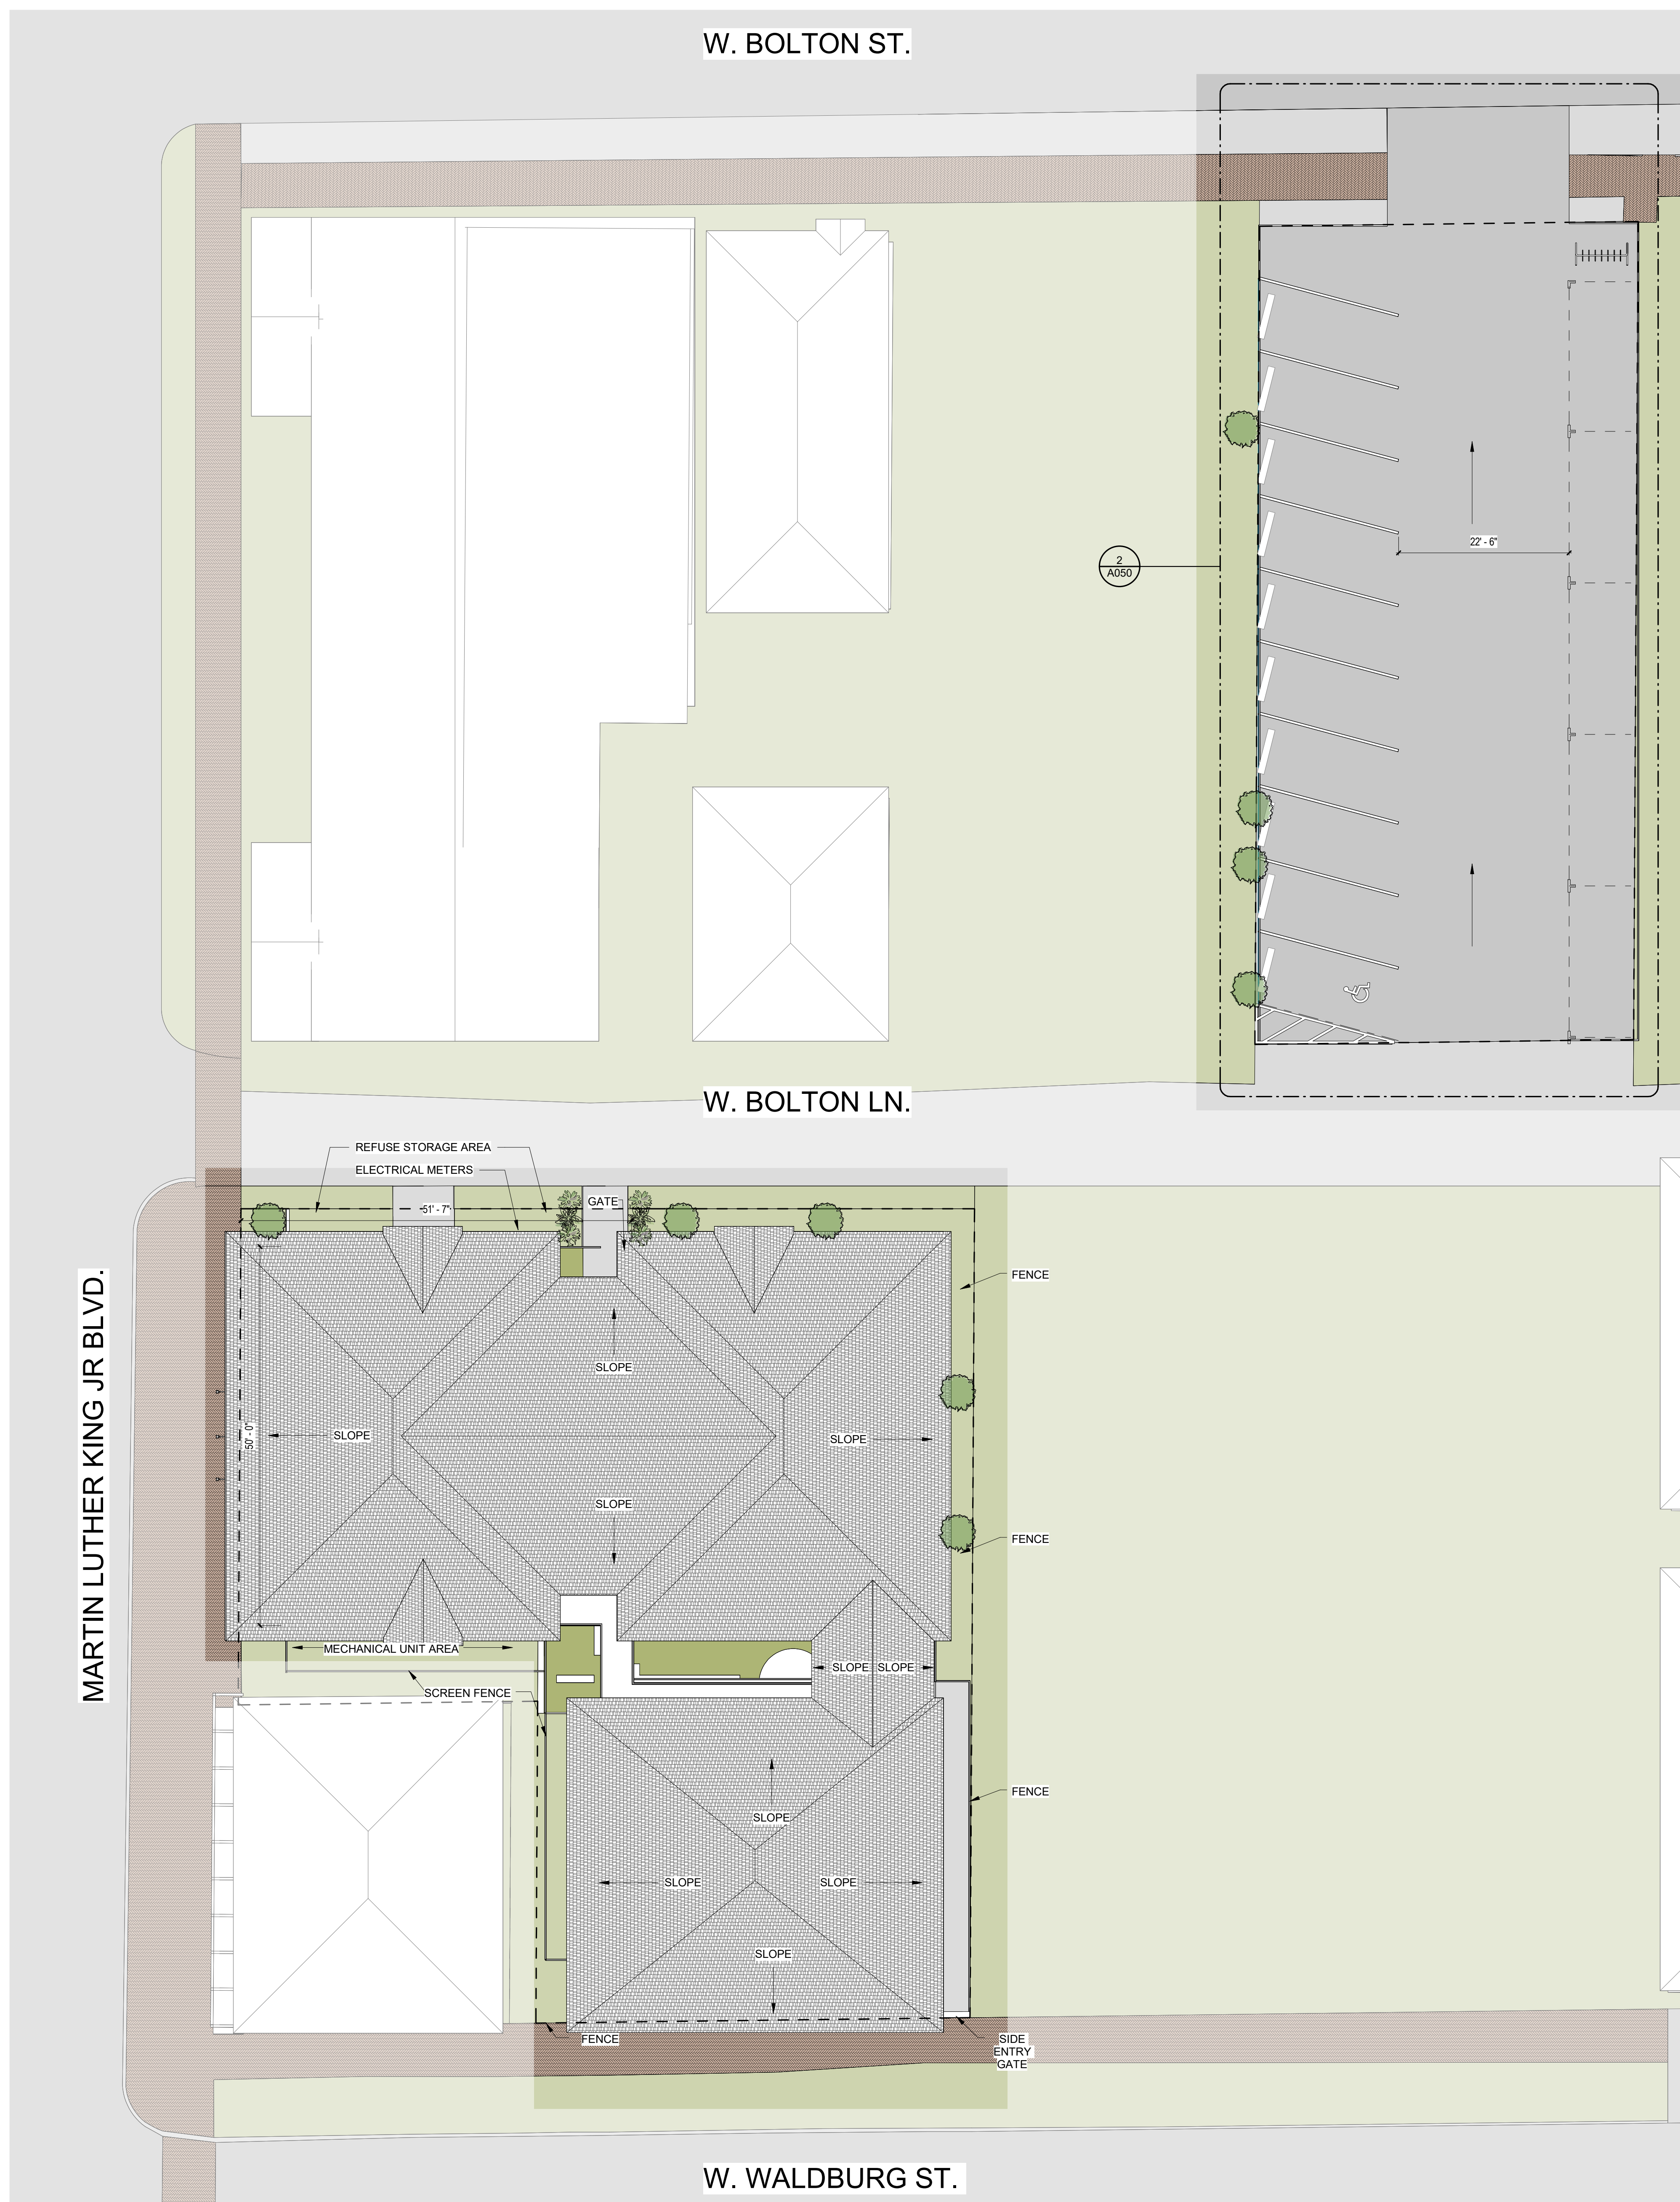 W. BOLTON ST.
2
A050
22' - 6"
W. BOLTON LN.
REFUSE STORAGE AREA
ELECTRICAL METERS
GATE
51' - 7"
FENCE
SLOPE
MARTIN LUTHER KING JR BLVD.
50' - 0"
SLOPE
SLOPE
SLOPE
FENCE
MECHANICAL UNIT AREA
SLOPE
SLOPE
SCREEN FENCE
FENCE
SLOPE
SLOPE
SLOPE
SLOPE
FENCE
SIDE
ENTRY
GATE
W. WALDBURG ST.